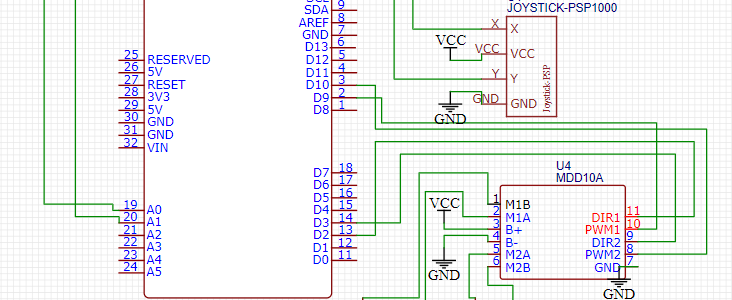 SDA 9
AREF 8
GND 7
D13 6
D12 5
D11 4
D10 3
D9 2
D8 1
25 RESERVED
26 5V
27 RESET
28 3V3
29 5V
30 GND
31 GND
32 VIN
D7 18
D6 17
D5 16
D4 15
D3 14
D2 13
D1 12
D0 11
19 A0
20 A1
21 A2
22 A3
23 A4
24 A5
JOYSTICK-PSP1000
X X
VCC
VCC VCC
Y Y
GND GND
GND
Joystick PSP
U4
MDD10A
1 M1B
2 M1A
3 B+
4 B-
5 M2A
6 M2B
DIR1 11
PWM1 10
DIR2 9
PWM2 8
GND 7
VCC
GND
GND